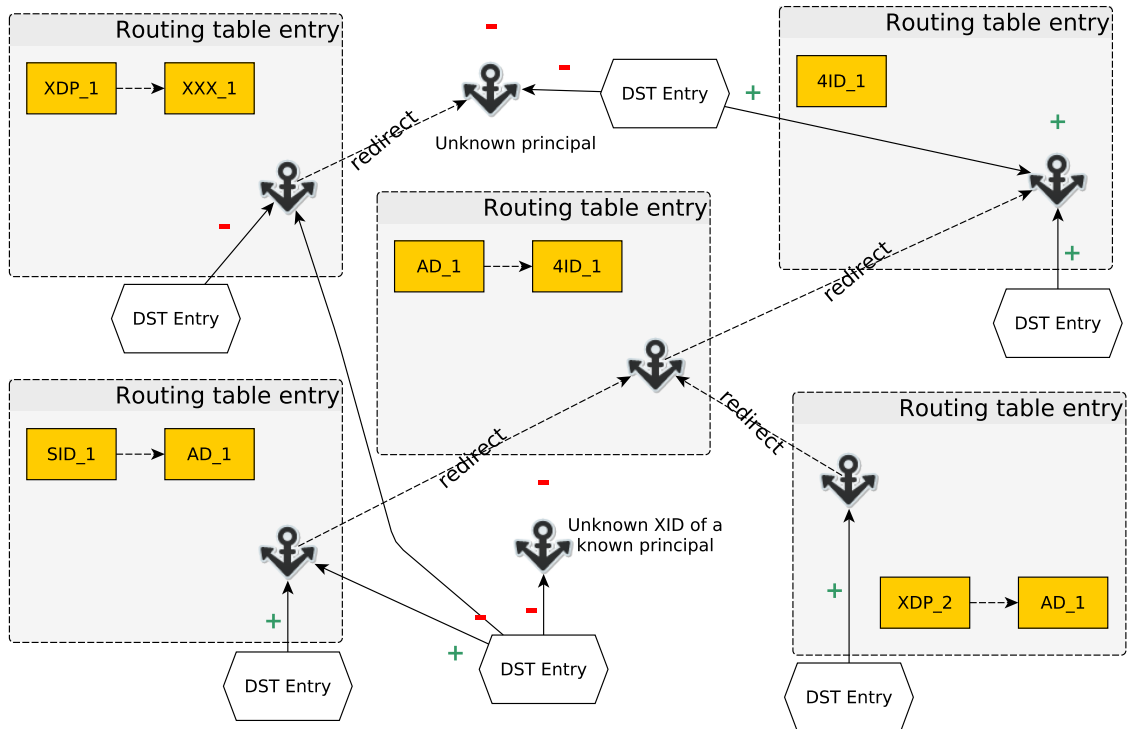 Routing table entry
XDP_1
XXX_1
redirect
-
-
Unknown principal
DST Entry
+
Routing table entry
4ID_1
+
+
DST Entry
-
DST Entry
Routing table entry
AD_1
4ID_1
redirect
Routing table entry
SID_1
AD_1
redirect
+
DST Entry
-
Unknown XID of a
known principal
-
-
+
DST Entry
Routing table entry
redirect
XDP_2
AD_1
+
DST Entry